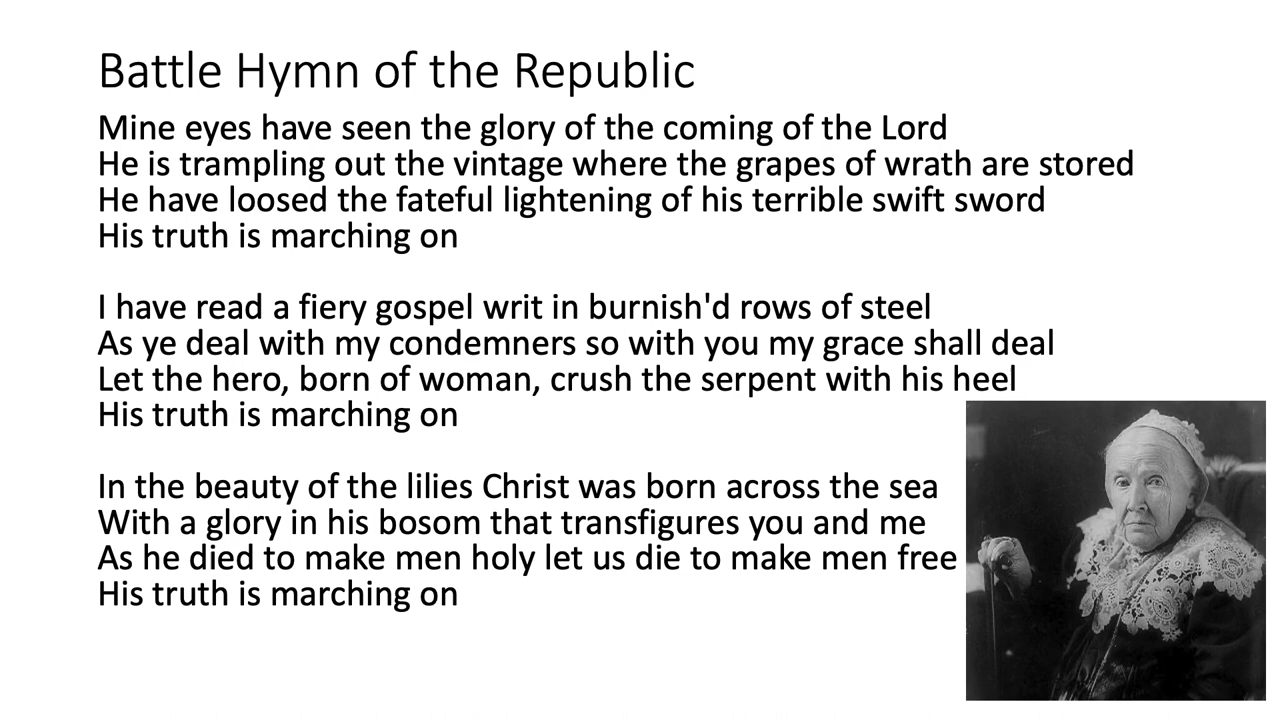 Battle Hymn of the Republic
Mine eyes have seen the glory of the coming of the Lord
He is trampling out the vintage where the grapes of wrath are stored
He have loosed the fateful lightening of his terrible swift sword
His truth is marching on
I have read a fiery gospel writ in burnish'd rows of steel
As ye deal with my condemners so with you my grace shall deal
Let the hero, born of woman, crush the serpent with his heel
His truth is marching on
In the beauty of the lilies Christ was born across the sea
With a glory in his bosom that transfigures you and me
As he died to make men holy let us die to make men free
His truth is marching on